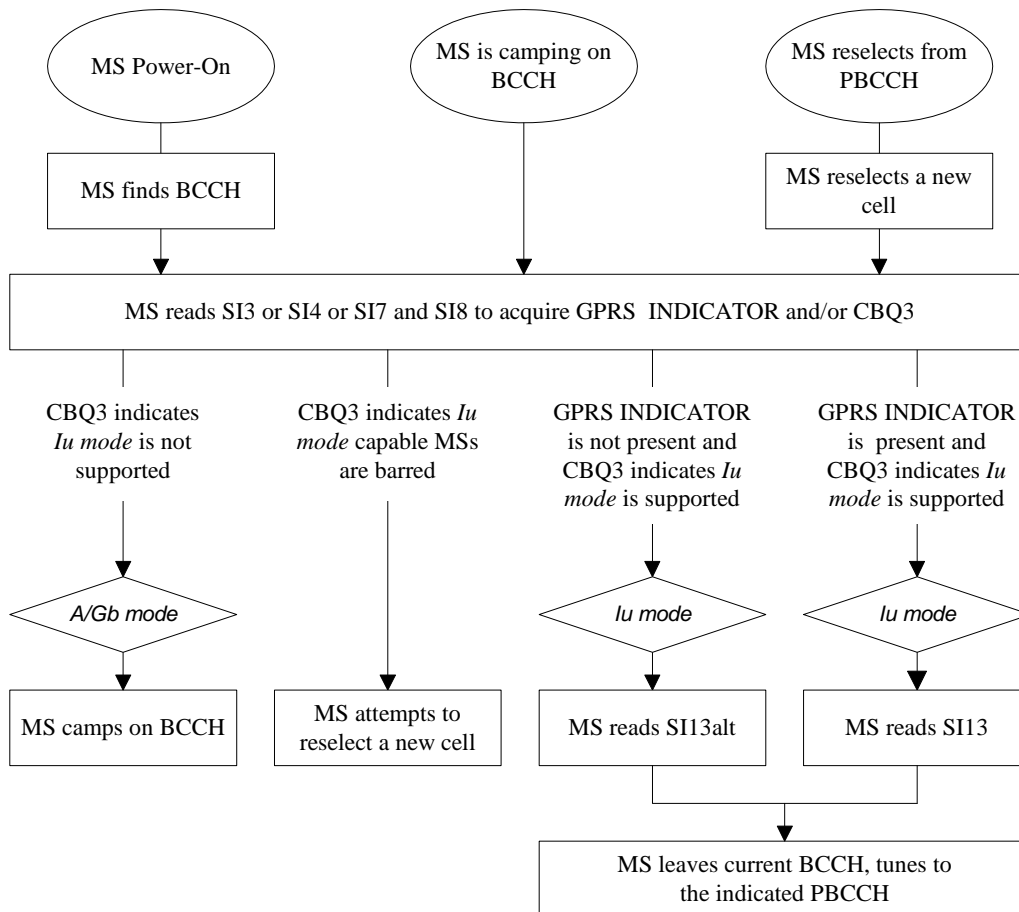 MS Power-On
MS is camping on
BCCH
MS reselects from
PBCCH
MS finds BCCH
MS reselects a new
cell
MS reads SI3 or SI4 or SI7 and SI8 to acquire GPRS  INDICATOR and/or CBQ3
CBQ3 indicates
Iu mode is not
supported
CBQ3 indicates Iu
mode capable MSs
are barred
GPRS INDICATOR
is not present and
CBQ3 indicates Iu
mode is supported
GPRS INDICATOR
is  present and
CBQ3 indicates Iu
mode is supported
A/Gb mode
Iu mode
Iu mode
MS camps on BCCH
MS attempts to
reselect a new cell
MS reads SI13alt
MS reads SI13
MS leaves current BCCH, tunes to
the indicated PBCCH